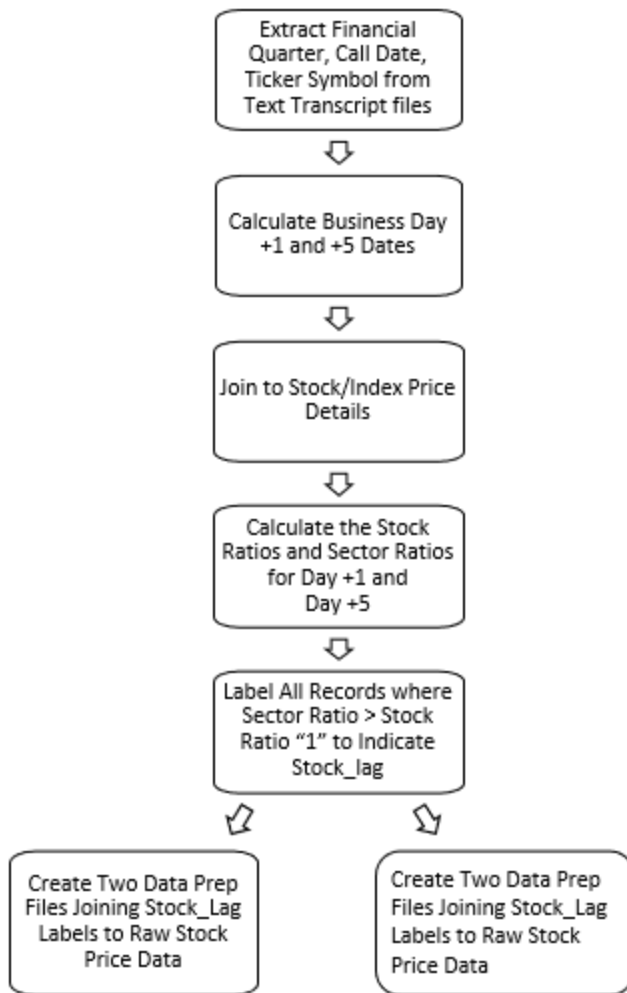 Extract Financial
Quarter, Call Date,
Ticker Symbol from
Text Transcript files
Calculate Business Day
+1 and +5 Dates
Join to Stock/Index Price
Details
Calculate the Stock
Ratios and Sector Ratios
for Day +1 and
Day +5
Label All Records where
Sector Ratio > Stock
Ratio “1” to Indicate
Stock_lag
Create Two Data Prep
Files Joining Stock_Lag
Labels to Raw Stock
Price Data
Create Two Data Prep
Files Joining Stock_Lag
Labels to Raw Stock
Price Data